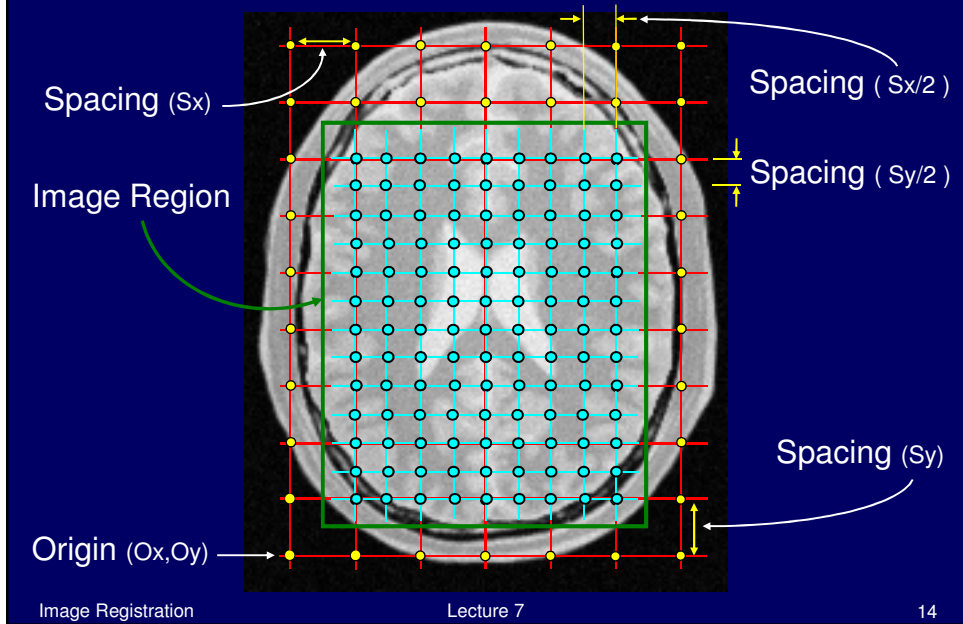 Spacing (Sx)
Spacing ( Sx/2 )
Spacing ( Sy/2 )
Image Region
Spacing (Sy)
Origin (Ox,Oy)
Image Registration
Lecture 7
14